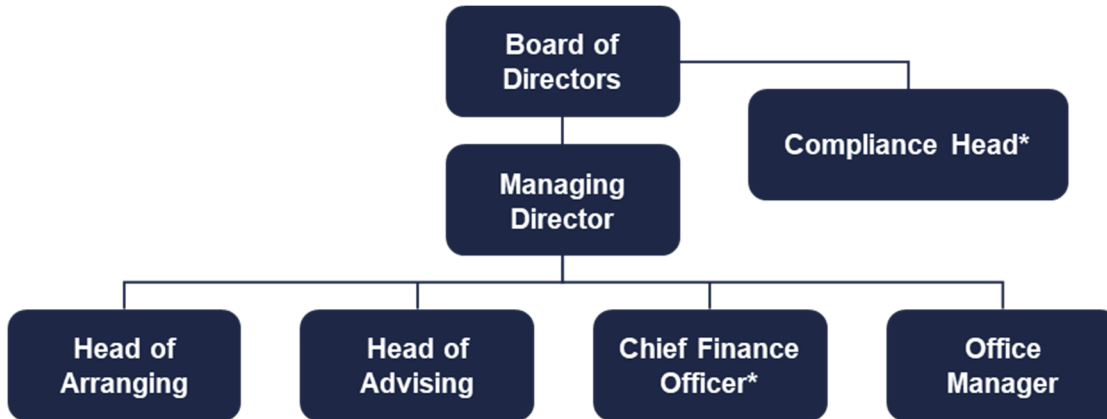 Board of
Directors
Compliance Head*
Managing
Director
Head of
Arranging
Head of
Advising
Chief Finance
Officer*
Office
Manager